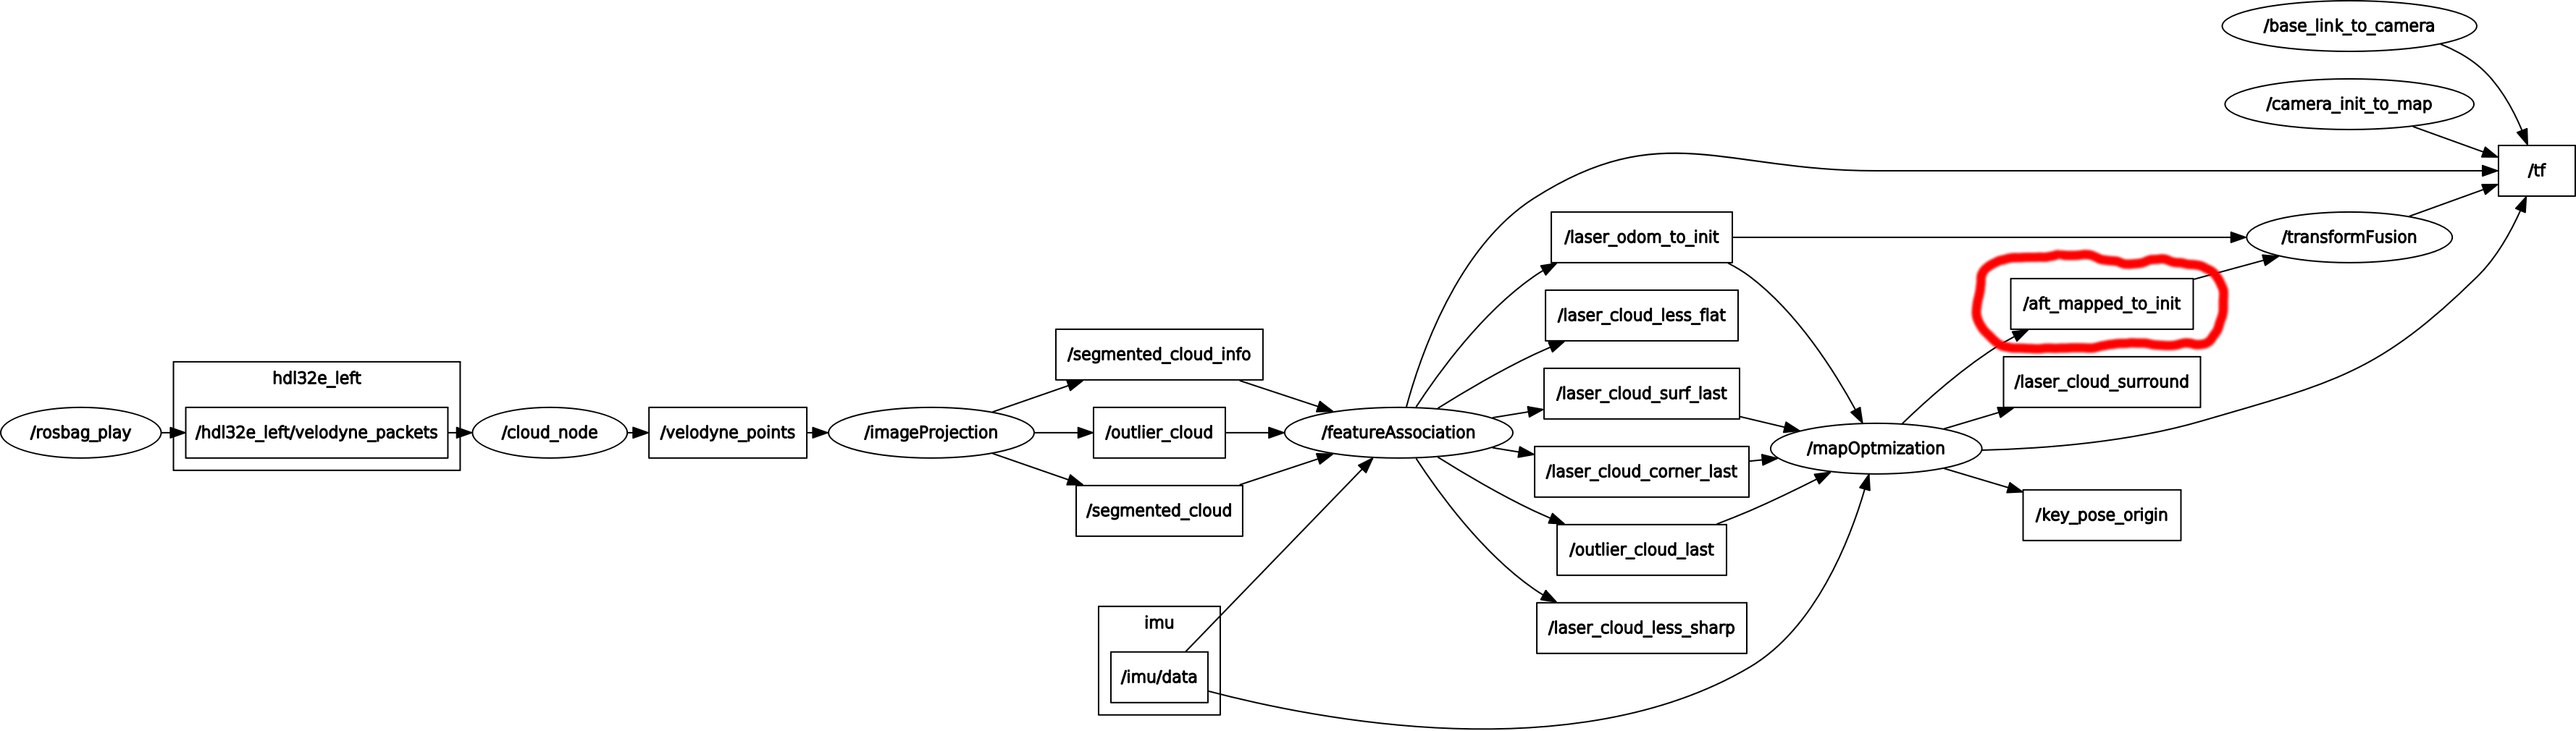 /base_link_to_camera
/camera_init_to_map
/tf
/laser_odom_to_init
/transformFusion
/aft_mapped_to_init
/laser_cloud_less_flat
/segmented_cloud_info
/laser_cloud_surround
hdl32e_left
/laser_cloud_surf_last
/rosbag_play
/hdl32e_left/velodyne_packets
/cloud_node
/velodyne_points
/imageProjection
/outlier_cloud
/featureAssociation
/mapOptmization
/laser_cloud_corner_last
/segmented_cloud
/key_pose_origin
/outlier_cloud_last
imu
/laser_cloud_less_sharp
/imu/data